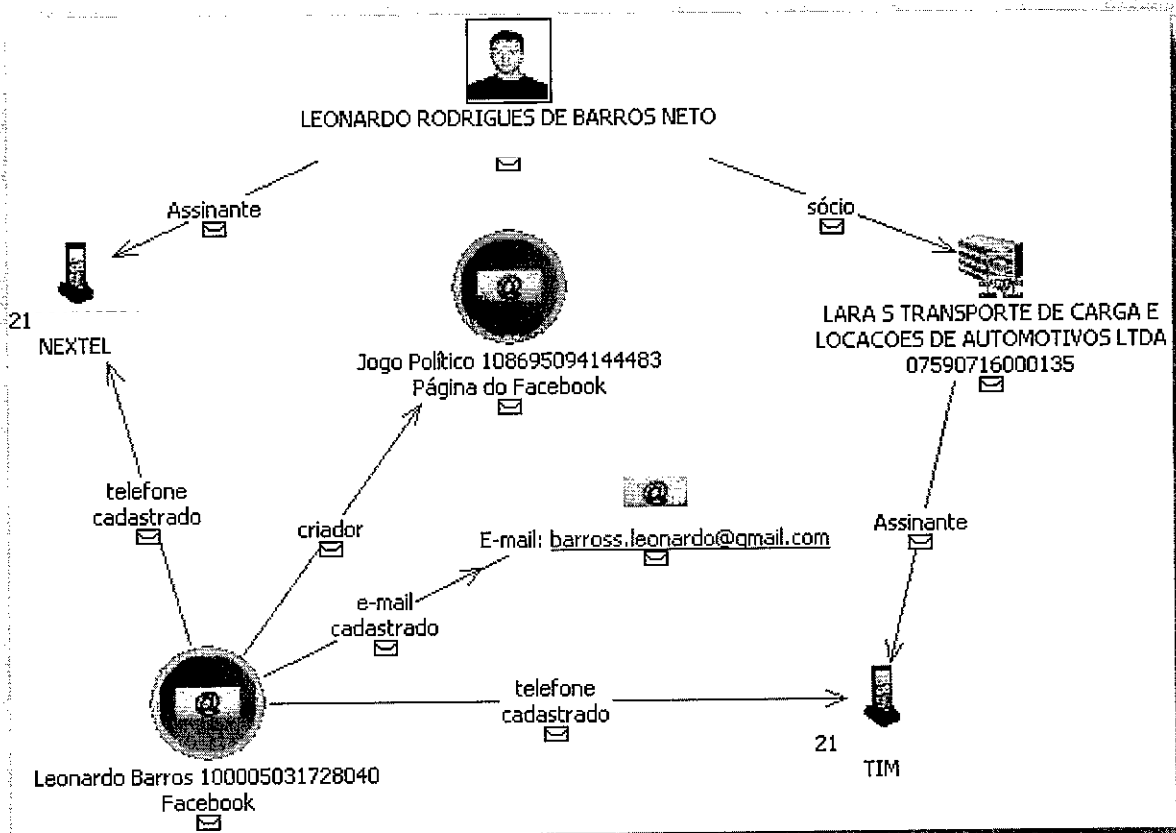 LEONARDO RODRIGUES DE BARROS NETO
Assinante
sócio
21
NEXTEL
Jogo Político 108695094144483
Página do Facebook
LARA S TRANSPORTE DE CARGA E
LOCACOES DE AUTOMOTIVOS LTDA
07590716000135
telefone
cadastrado
criador
E-mail: barross.leonardo@gmail.com
Assinante
e-mail
cadastrado
telefone
cadastrado
21
TIM
Leonardo Barros 100005031728040
Facebook